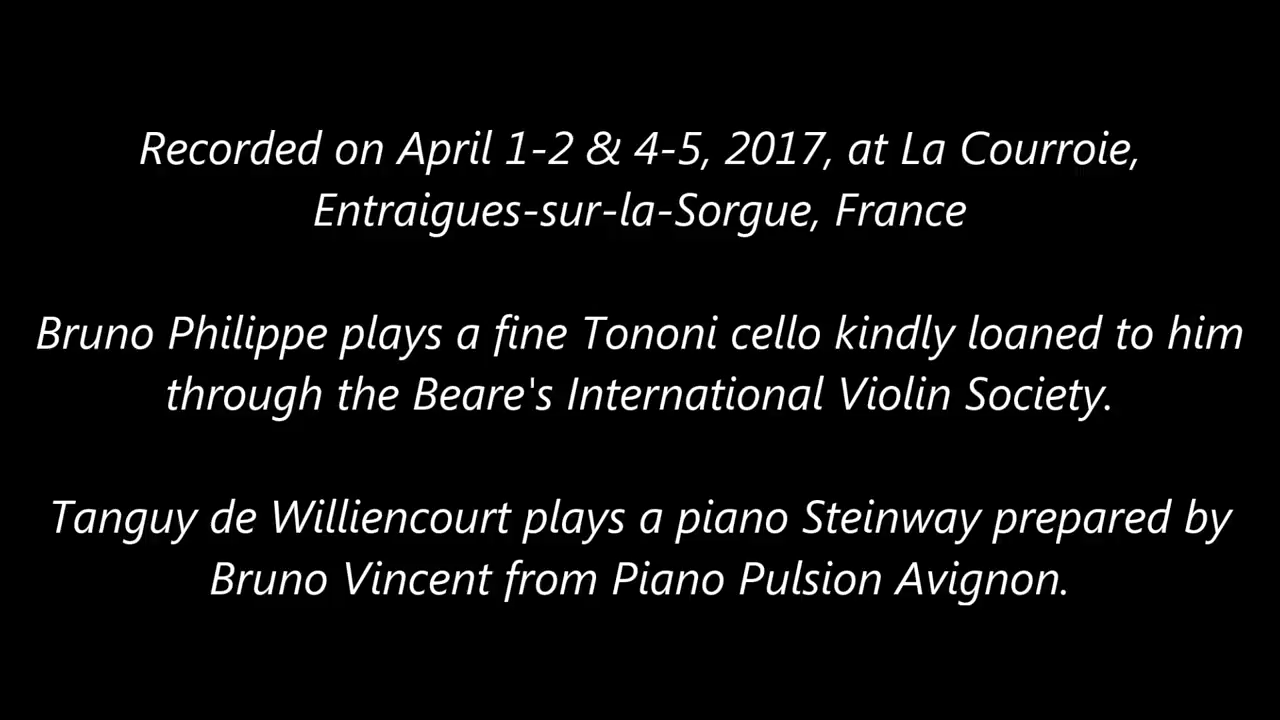 Recorded on April 1-2 & 4-5, 2017, at La Courroie,
Entraigues-sur-la-Sorgue, France
Bruno Philippe plays a fine Tononi cello kindly loaned to him
through the Beare's International Violin Society.
Tanguy de Williencourt plays a piano Steinway prepared by
Bruno Vincent from Piano Pulsion Avignon.